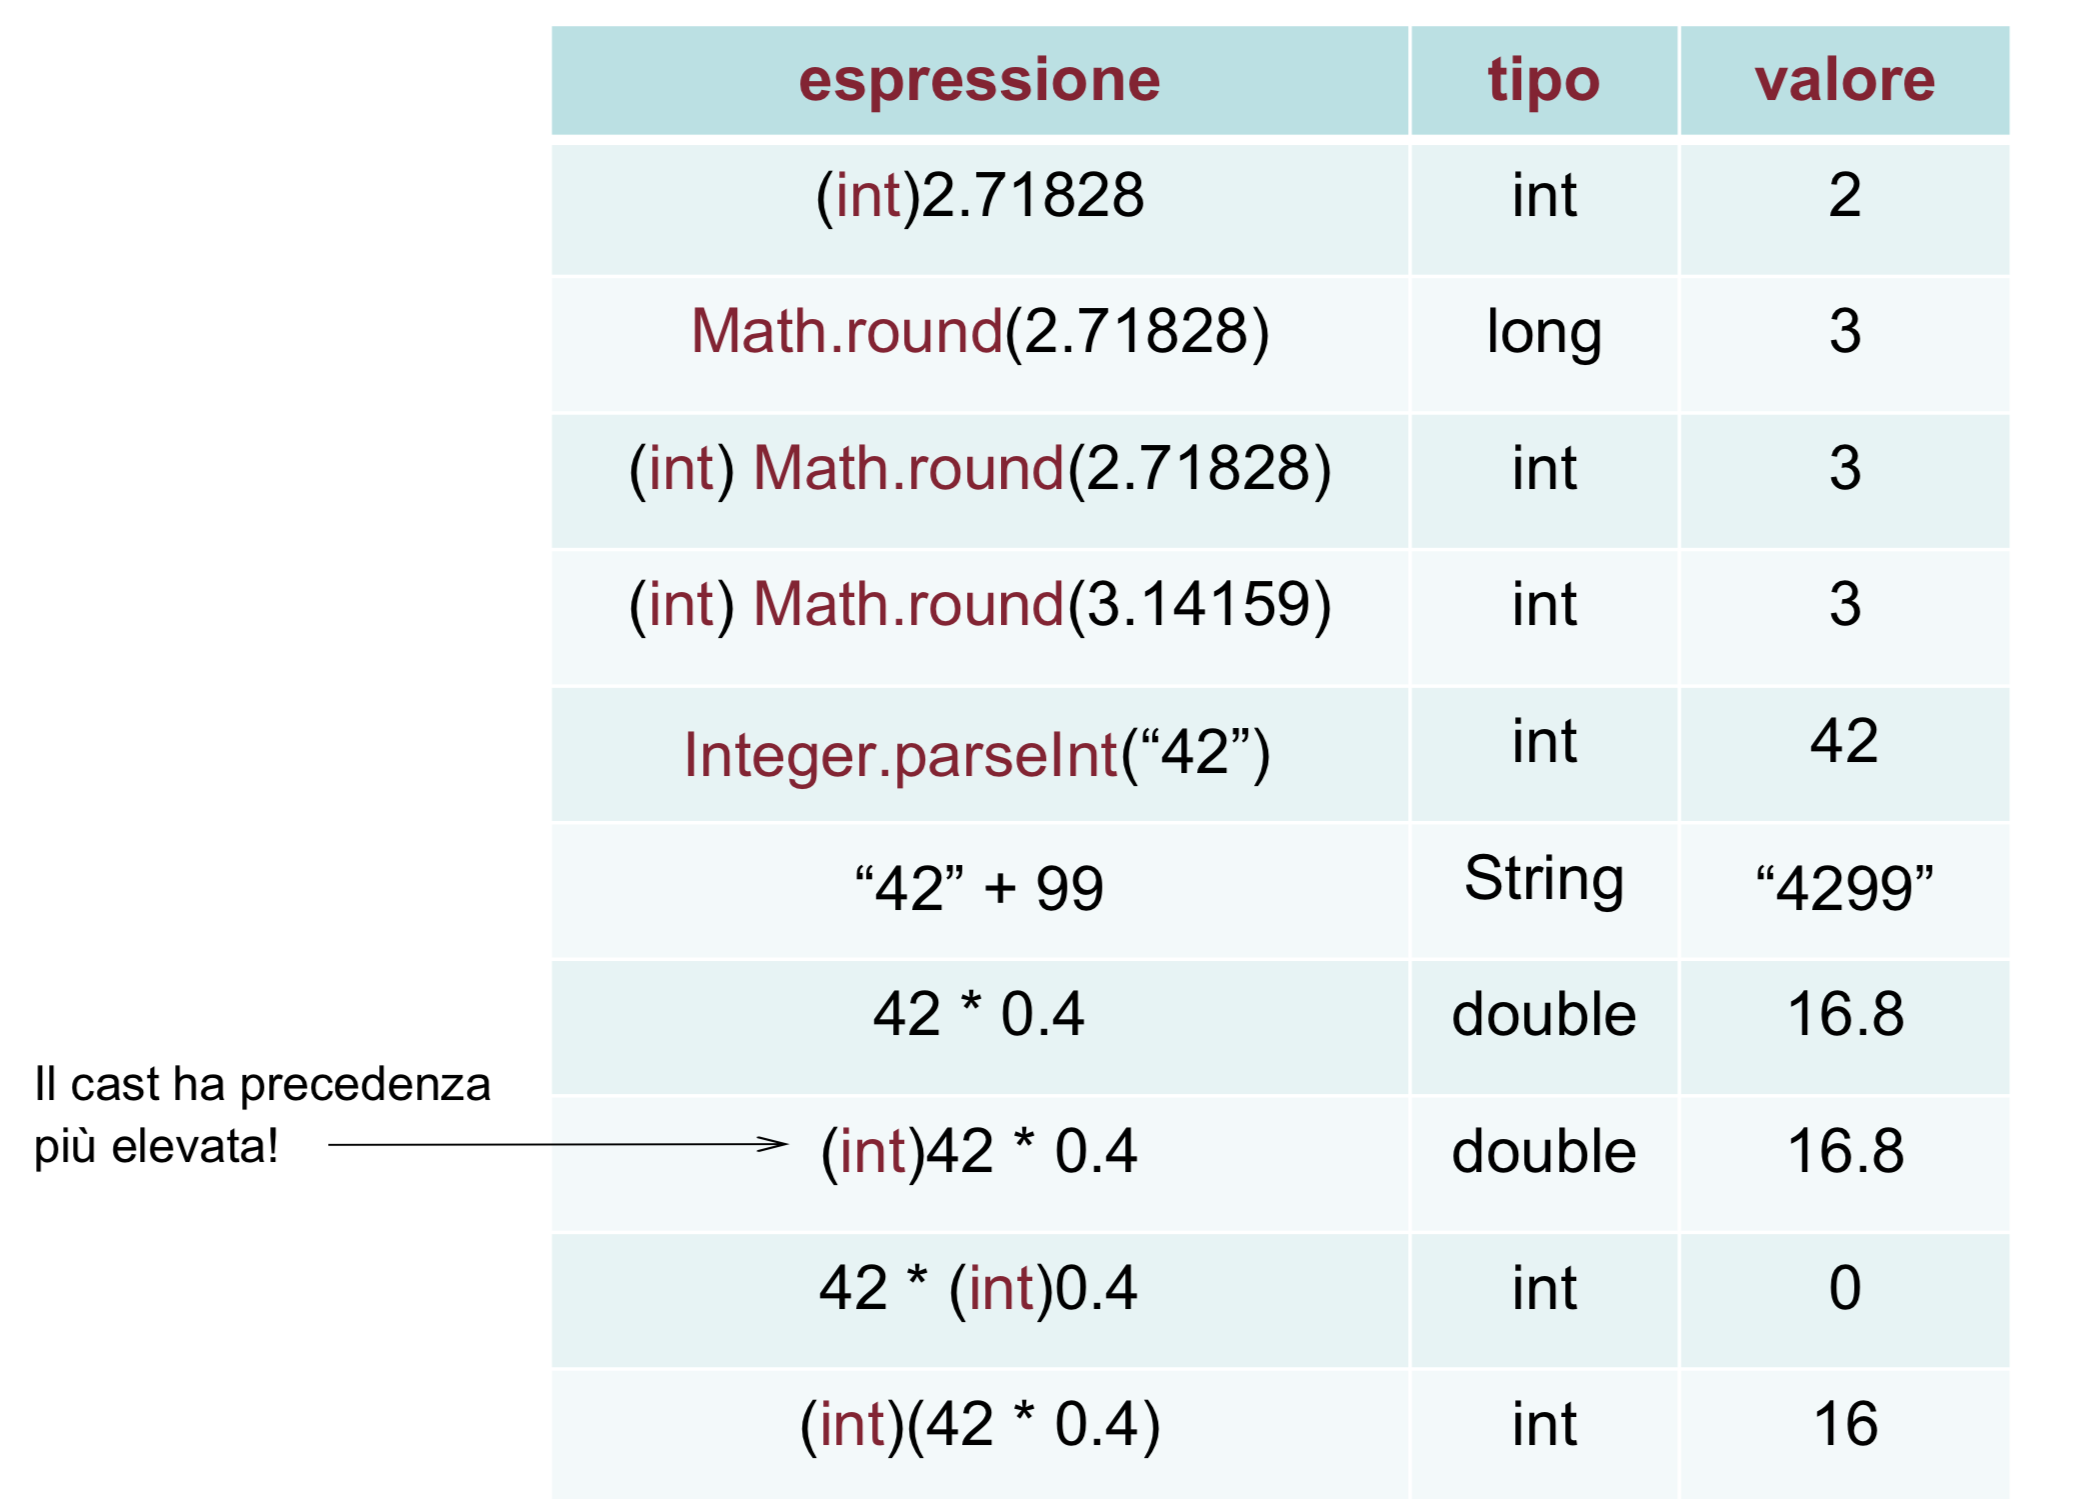 espressione tipo valore
(int)2.71828 int 2
Math.round(2.71828) long 3
(int) Math.round(2.71828) int 3
(int) Math.round(3.14159) int 3
Integer.parseInt(“42”) int 42
“42” + 99 String “4299”
42 * 0.4 double 16.8
Il cast ha precedenza
più elevata!
(int)42 * 0.4 double 16.8
42 * (int)0.4 int 0
(int)(42 * 0.4) int 16